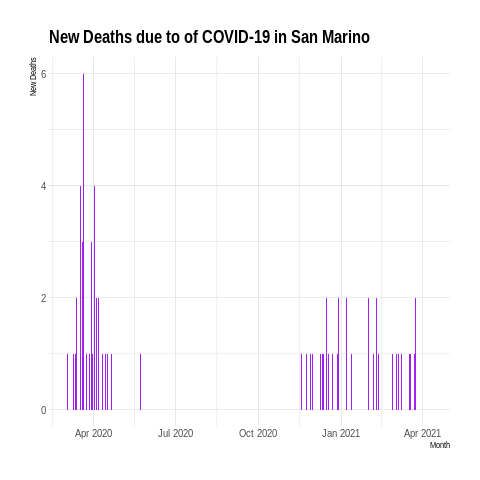 New Deaths due to of COVID-19 in San Marino
New Deaths
6
4
2
0
Apr 2020 Jul 2020 Oct 2020 Jan 2021 Apr 2021
Month